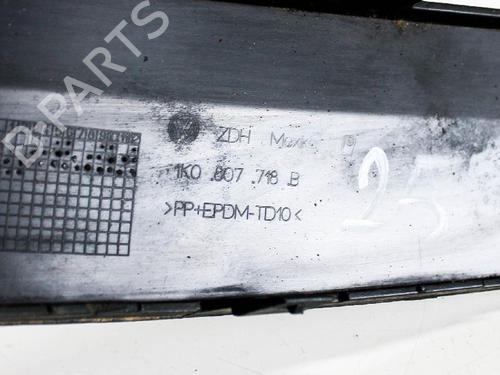 B-PARTS
ZDH
1K0 .807 .718 .B
>PP+EPDM-TD10<
25